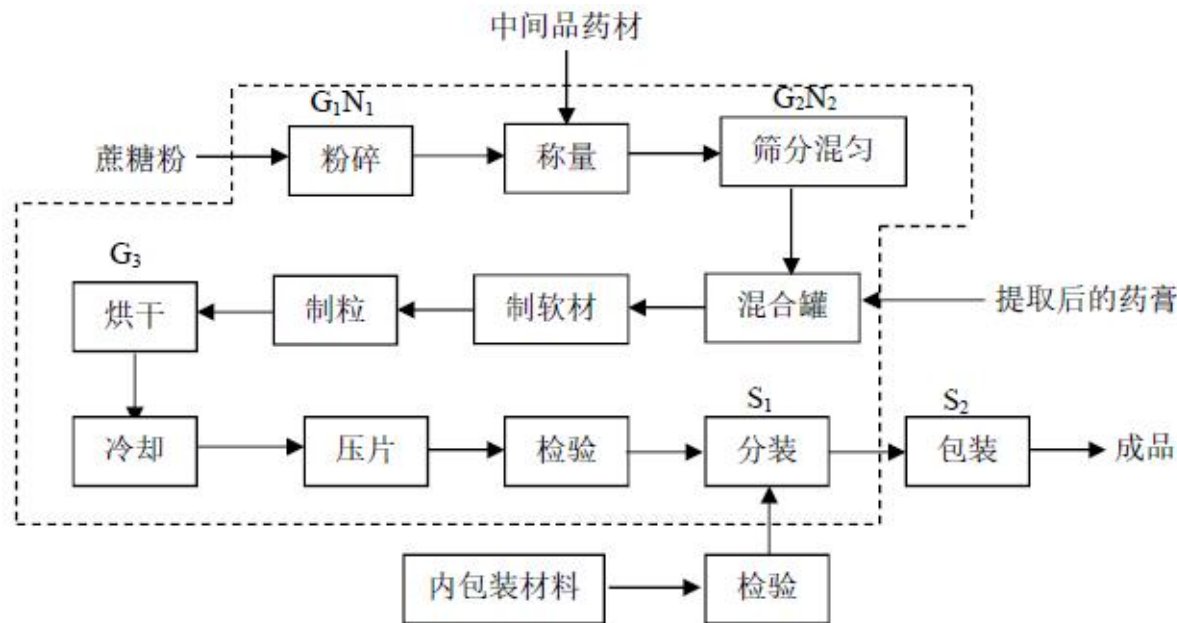 中间品药材
G₁N₁
G₂N₂
蔗糖粉
粉碎
称量
筛分混匀
G₃
烘干
制粒
制软材
混合罐
提取后的药膏
S₁
S₂
冷却
压片
检验
分装
包装
成品
内包装材料
检验